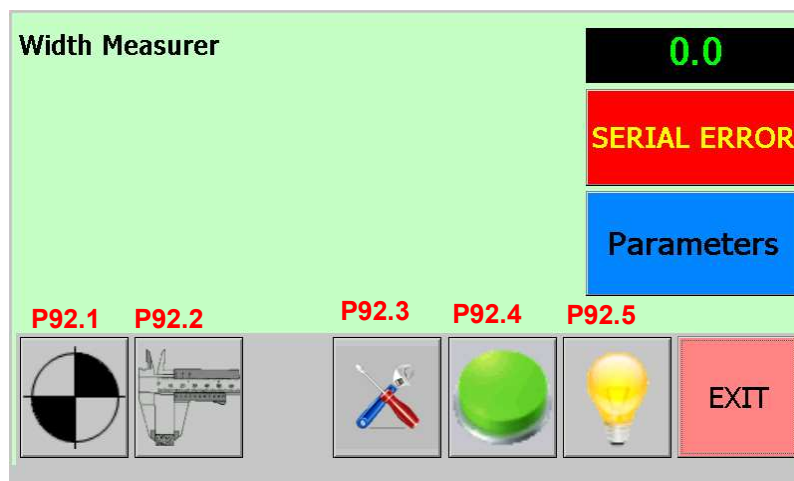 Width Measurer
0.0
SERIAL ERROR
Parameters
P92.1 P92.2 P92.3 P92.4 P92.5
EXIT